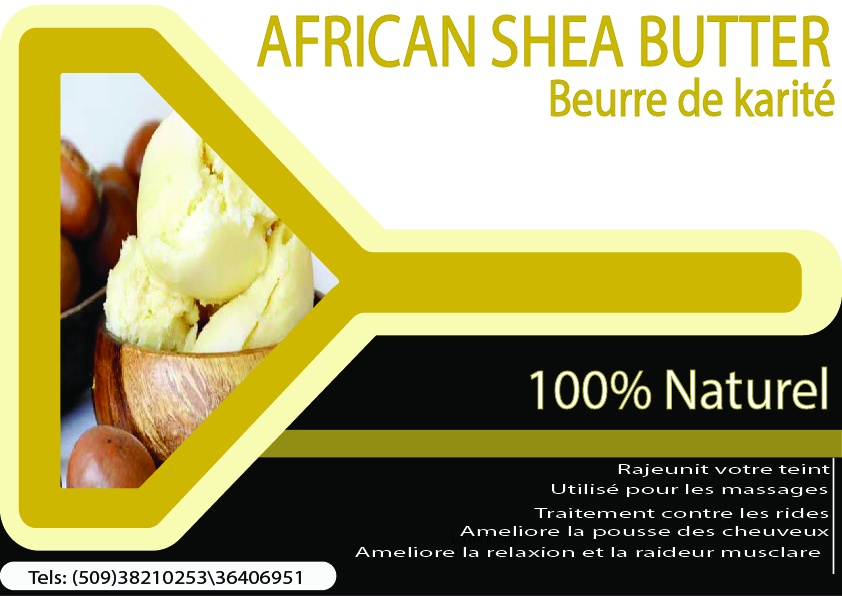 AFRICAN SHEA BUTTER
Beurre de karité
100% Naturel
Rajeunit votre teint
Utilisé pour les massages
Traitement contre les rides
Ameliore la pousse des cheuveux
Ameliore la relaxion et la raideur musclare
Tels: (509)38210253\36406951